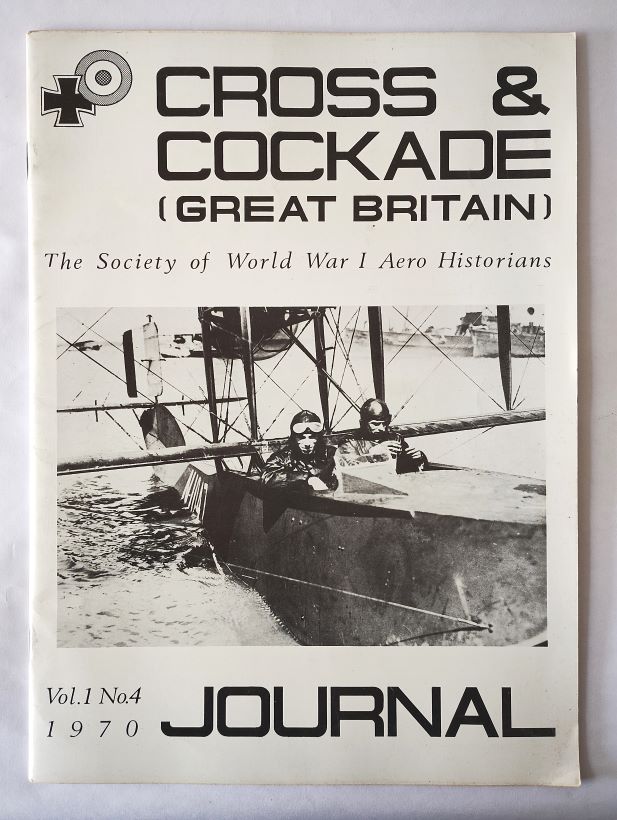 CROSS &
COCKADE
(GREAT BRITAIN)
The Society of World War I Aero Historians
Vol.1 No.4
1970
JOURNAL